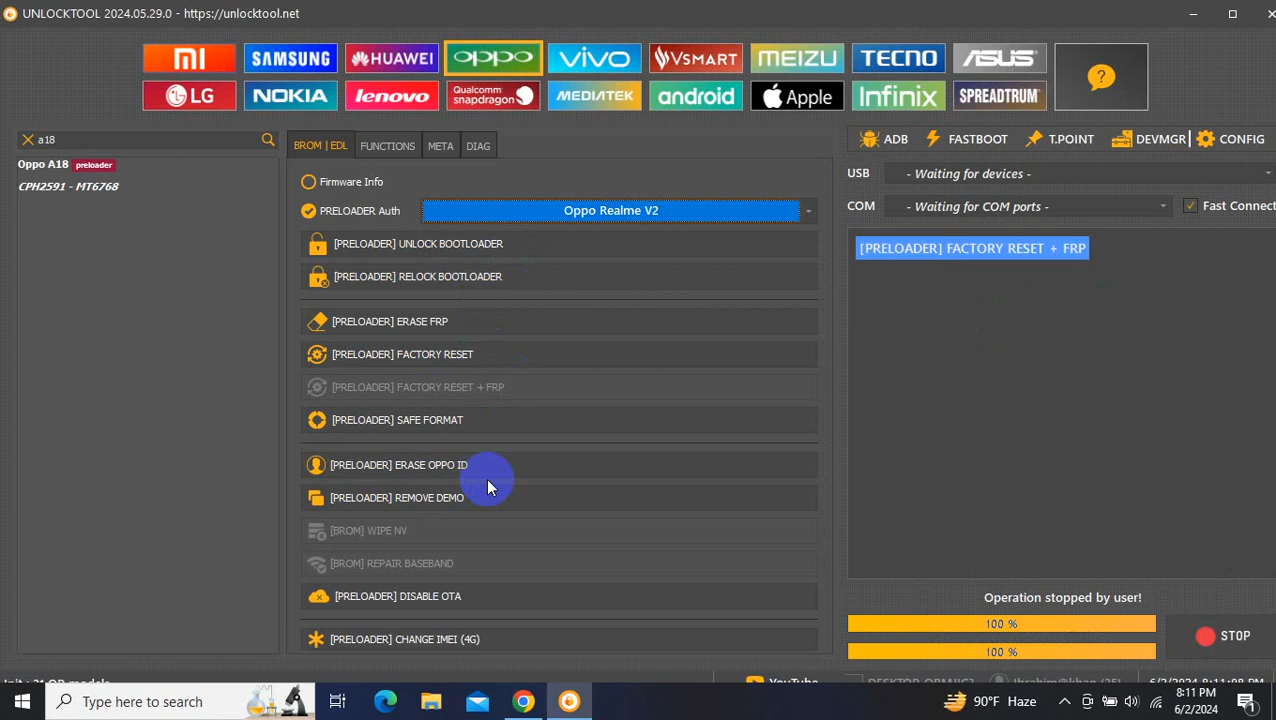 UNLOCKTOOL 2024.05.29.0 - https://unlocktool.net
MI SAMSUNG HUAWEI OPPO VIVO VSMART MEIZU TECNO ASUS
LG NOKIA lenovo Qualcomm snapdragon MEDIATEK android Apple Infinix SPREADTRUM ?
a18
BROM | EDL FUNCTIONS META DIAG
ADB FASTBOOT T.POINT DEVMGR CONFIG
Oppo A18 preloader
CPH2591 - MT6768
Firmware Info
PRELOADER Auth Oppo Realme V2
[PRELOADER] UNLOCK BOOTLOADER
[PRELOADER] RELOCK BOOTLOADER
[PRELOADER] ERASE FRP
[PRELOADER] FACTORY RESET
[PRELOADER] FACTORY RESET + FRP
[PRELOADER] SAFE FORMAT
[PRELOADER] ERASE OPPO ID
[PRELOADER] REMOVE DEMO
[BROM] WIPE NV
[BROM] REPAIR BASEBAND
[PRELOADER] DISABLE OTA
[PRELOADER] CHANGE IMEI (4G)
USB - Waiting for devices -
COM - Waiting for COM ports - Fast Connect
[PRELOADER] FACTORY RESET + FRP
Operation stopped by user!
100 %
100 %
STOP
YouTube
Type here to search
90°F Haze
8:11 PM
6/2/2024
1